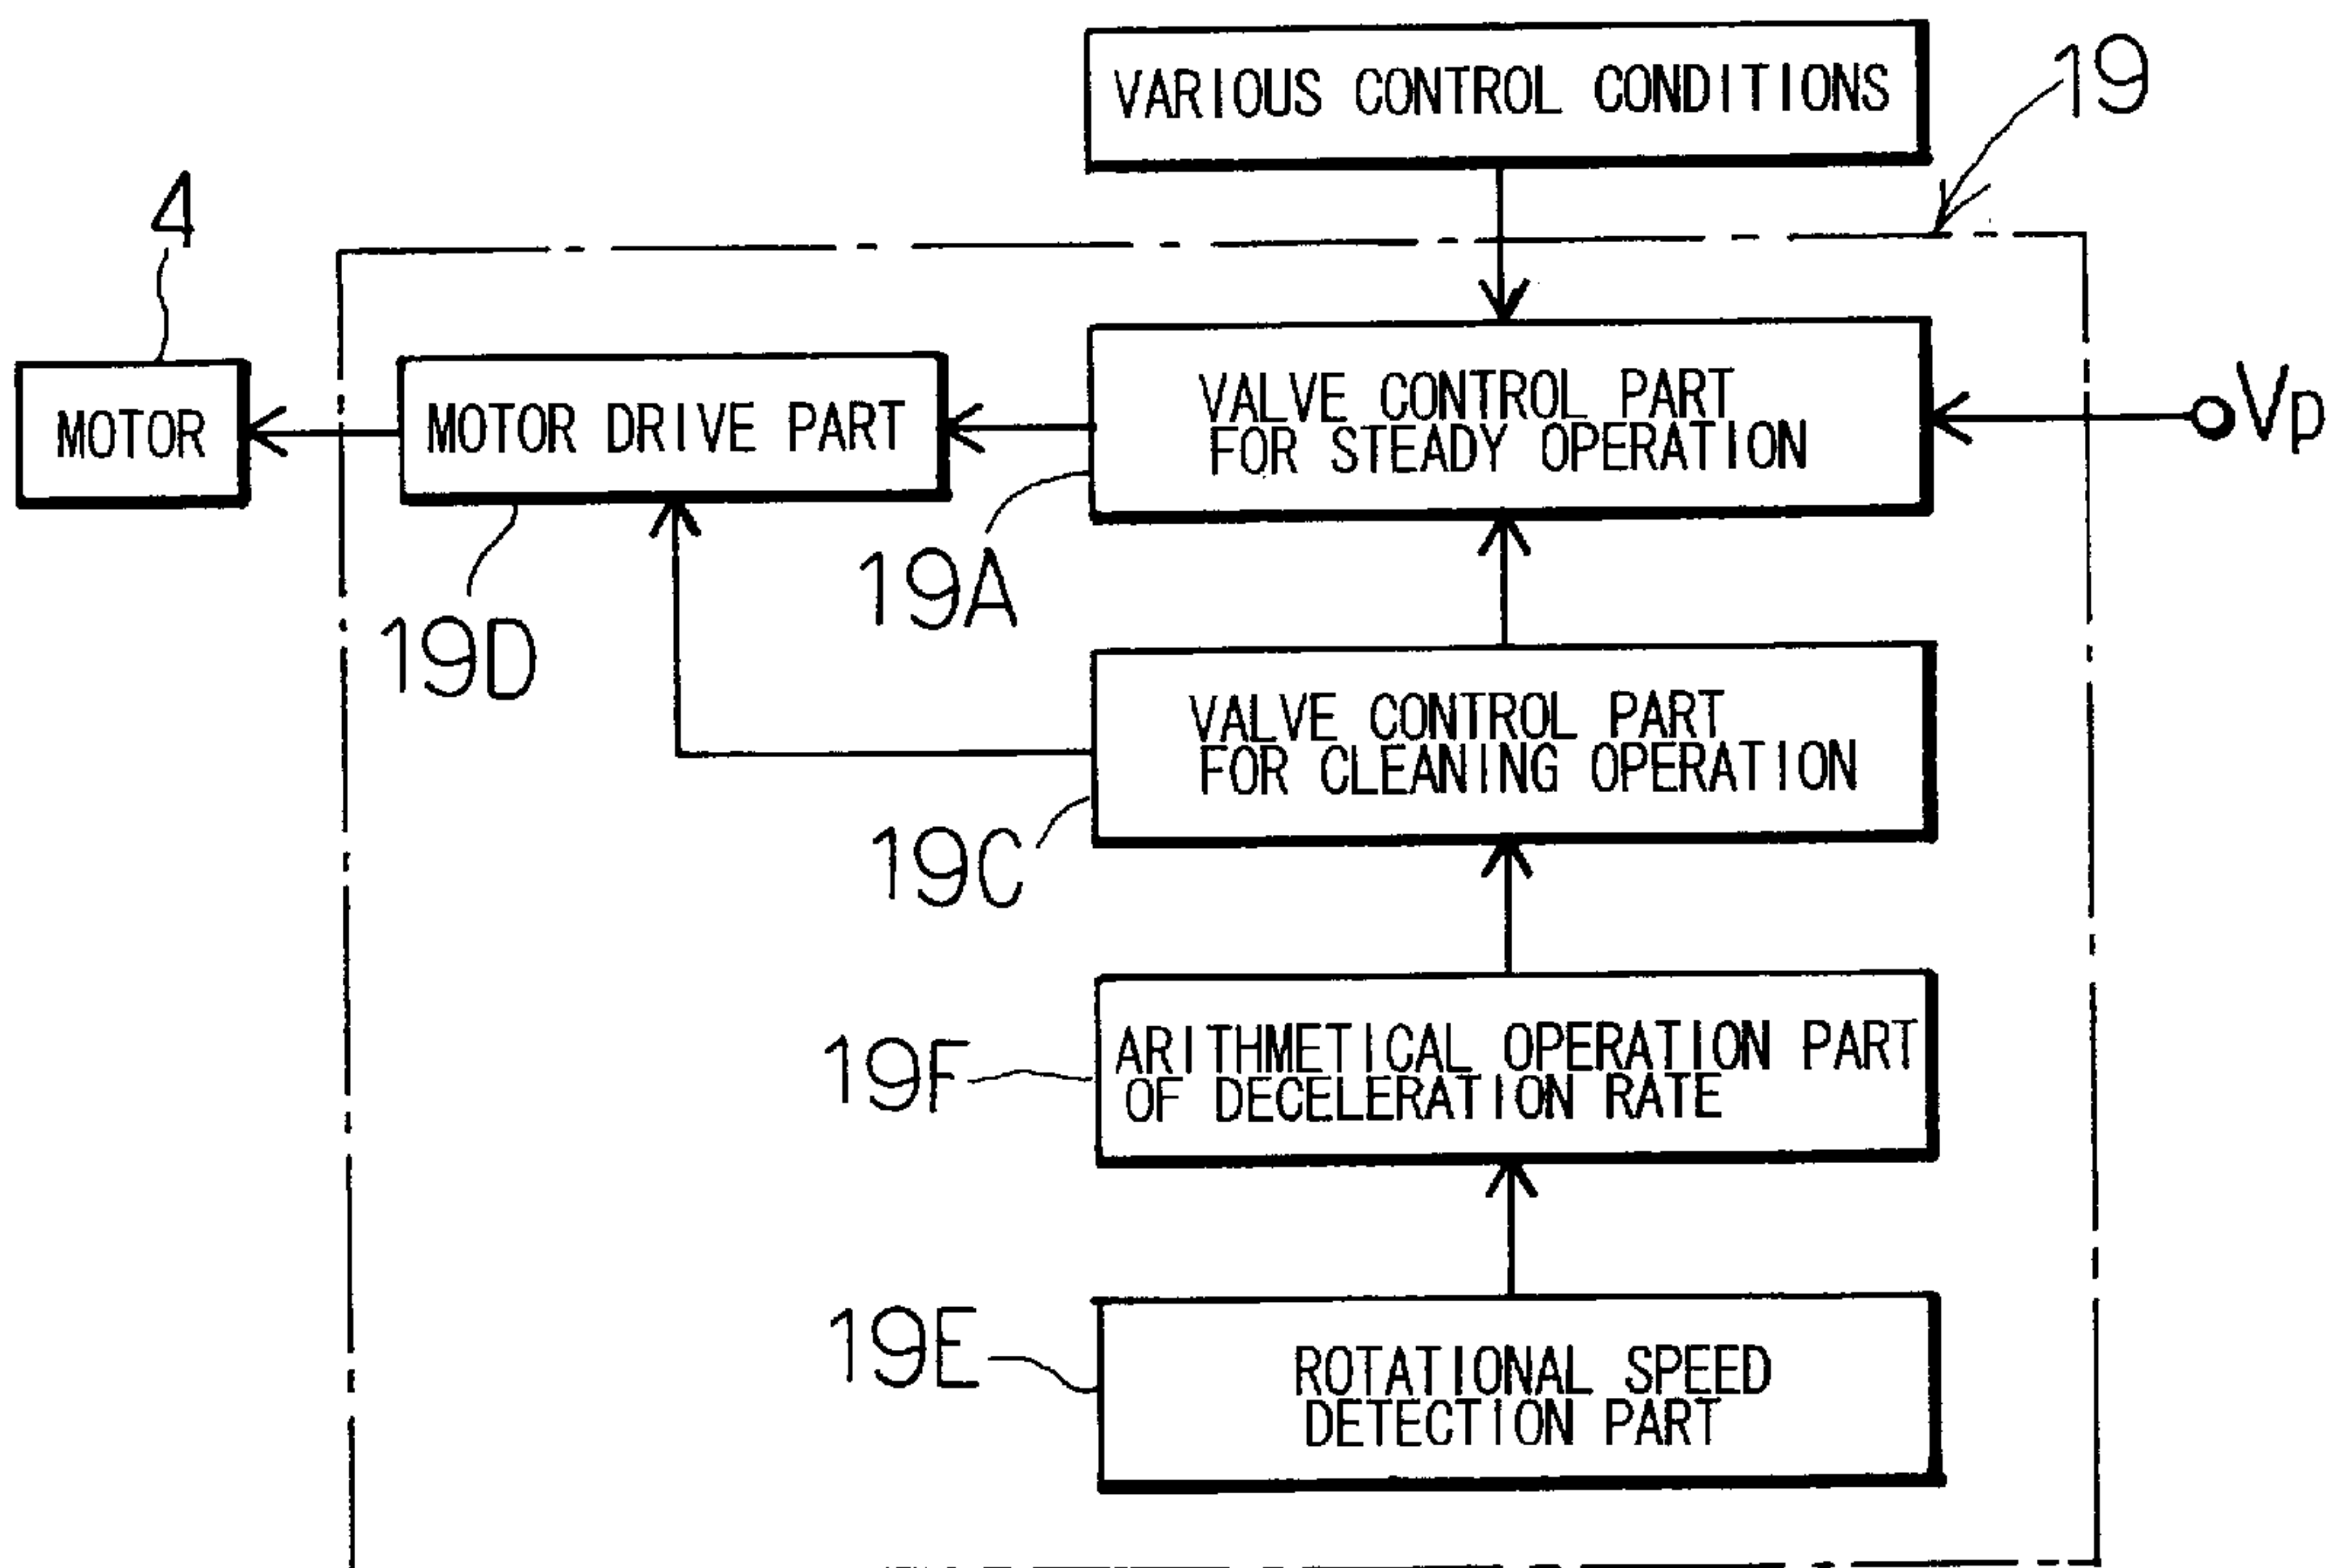 VARIOUS CONTROL CONDITIONS
19
4
MOTOR
MOTOR DRIVE PART
VALVE CONTROL PART
FOR STEADY OPERATION
Vp
19A
19D
VALVE CONTROL PART
FOR CLEANING OPERATION
19C
ARITHMETICAL OPERATION PART
OF DECELERATION RATE
19F
19E
ROTATIONAL SPEED
DETECTION PART